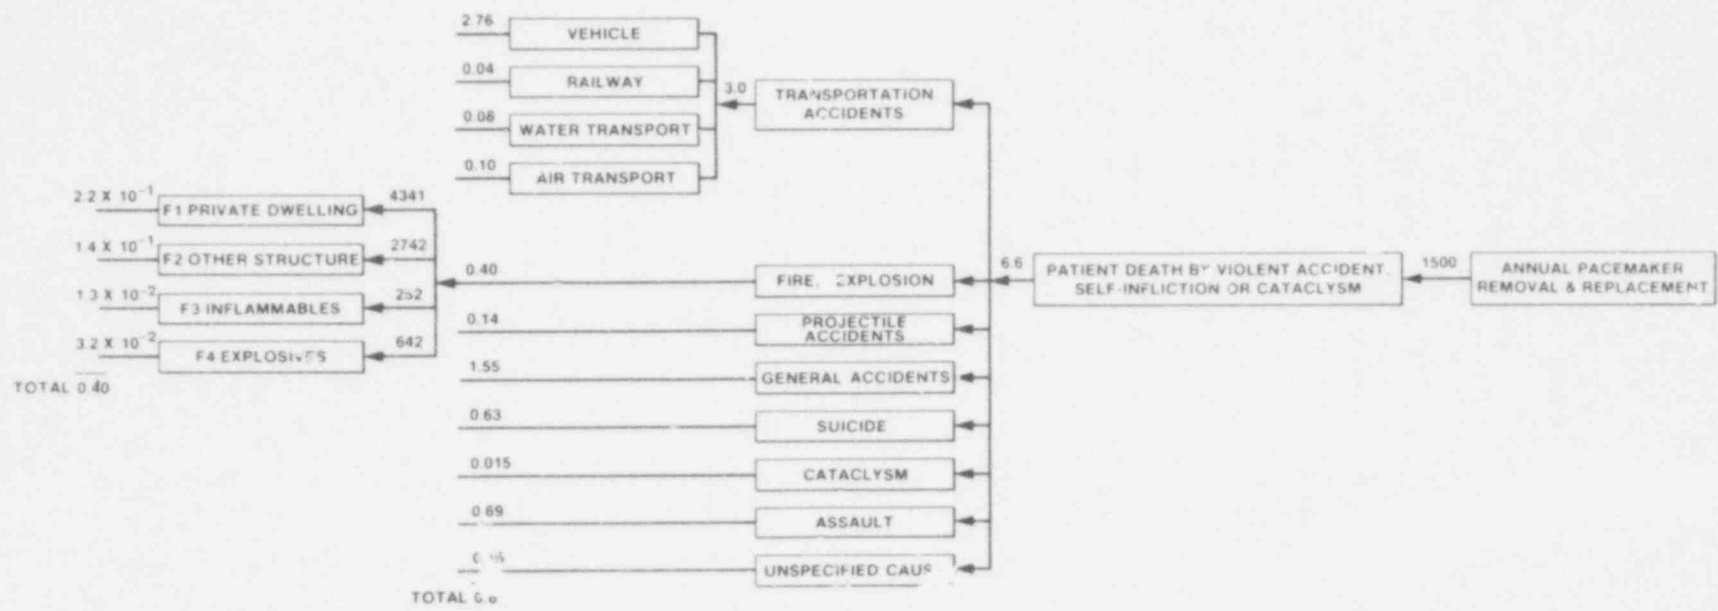 2.76
VEHICLE
0.04
RAILWAY
3.0
TRANSPORTATION
ACCIDENTS
0.08
WATER TRANSPORT
0.10
AIR TRANSPORT
2.2 X 10⁻¹
F1 PRIVATE DWELLING
4341
1.4 X 10⁻¹
F2 OTHER STRUCTURE
2742
1.3 X 10⁻²
F3 INFLAMMABLES
252
3.2 X 10⁻²
F4 EXPLOSIVES
642
TOTAL 0.40
0.40
FIRE, EXPLOSION
6.6
PATIENT DEATH BY VIOLENT ACCIDENT,
SELF-INFLICTION OR CATACLYSM
1500
ANNUAL PACEMAKER
REMOVAL & REPLACEMENT
0.14
PROJECTILE
ACCIDENTS
1.55
GENERAL ACCIDENTS
0.63
SUICIDE
0.015
CATACLYSM
0.69
ASSAULT
UNSPECIFIED
TOTAL